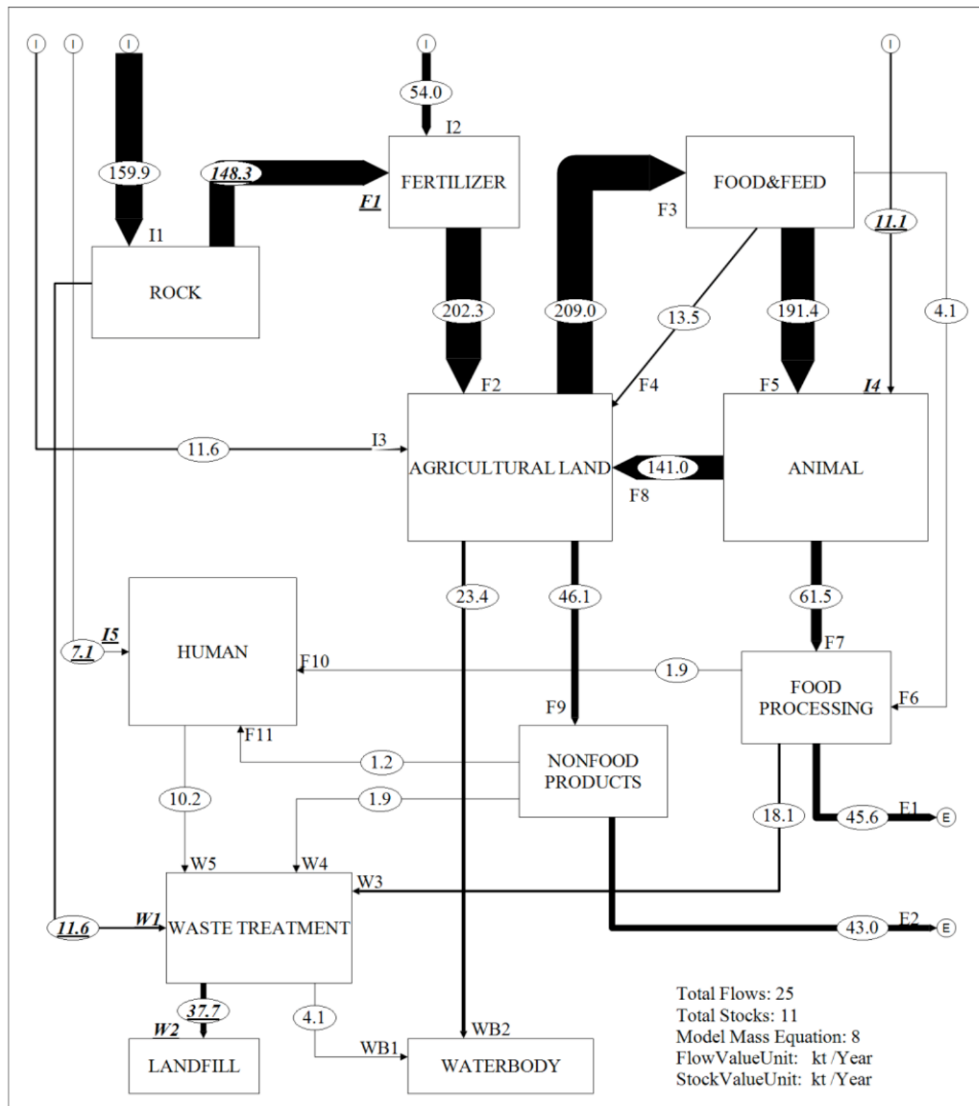 I
I
I
I
I
54.0
I2
159.9
148.3
FERTILIZER
FOOD&FEED
F1
F3
11.1
I1
ROCK
202.3
209.0
13.5
191.4
4.1
F2
F4
F5
I4
I3
11.6
AGRICULTURAL LAND
141.0
ANIMAL
F8
23.4
46.1
61.5
I5
7.1
HUMAN
F10
1.9
F7
FOOD
PROCESSING
F6
F9
F11
NONFOOD
PRODUCTS
1.2
10.2
1.9
18.1
E1
45.6
E
W5
W4
W3
W1
11.6
WASTE TREATMENT
E2
43.0
E
37.7
4.1
W2
WB1
WB2
LANDFILL
WATERBODY
Total Flows: 25
Total Stocks: 11
Model Mass Equation: 8
FlowValueUnit: kt /Year
StockValueUnit: kt /Year